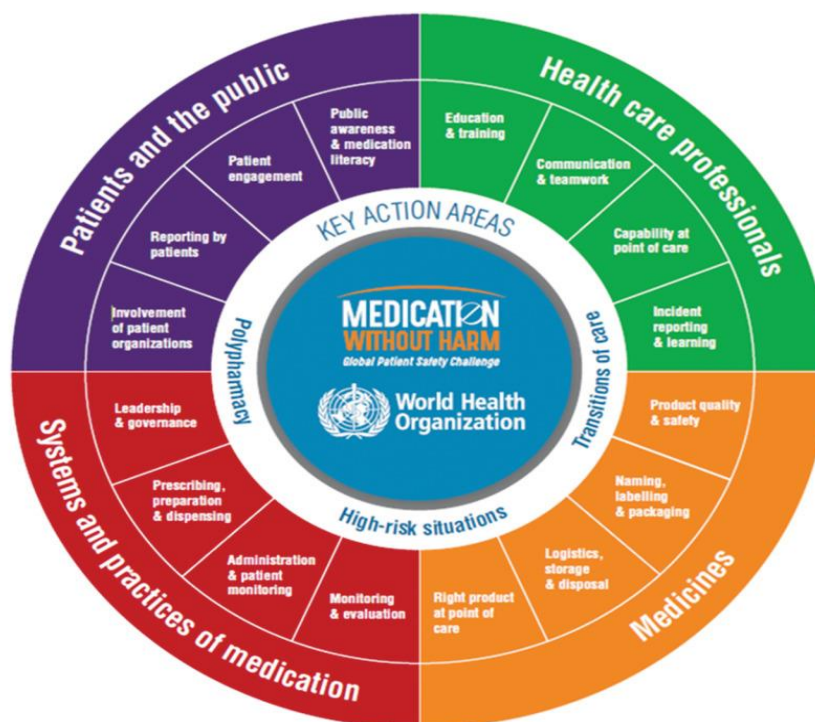 Patients and the public
Public
awareness
& medication
literacy
Patient
engagement
Reporting by
patients
Involvement
of patient
organizations
Health care professionals
Education
& training
Communication
& teamwork
Capability at
point of care
Incident
reporting
& learning
KEY ACTION AREAS
Polypharmacy
Transitions of care
High-risk situations
MEDICATION
WITHOUT HARM
Global Patient Safety Challenge
World Health
Organization
Systems and practices of medication
Leadership
& governance
Prescribing,
preparation
& dispensing
Administration
& patient
monitoring
Monitoring
& evaluation
Medicines
Product quality
& safety
Naming,
labelling
& packaging
Logistics,
storage
& disposal
Right product
at point of
care